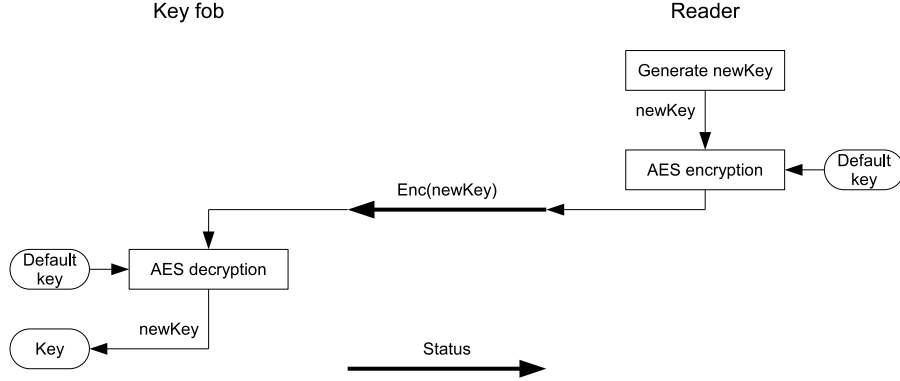 Key fob
Reader
Generate newKey
newKey
AES encryption
Default
key
Enc(newKey)
Default
key
AES decryption
newKey
Key
Status